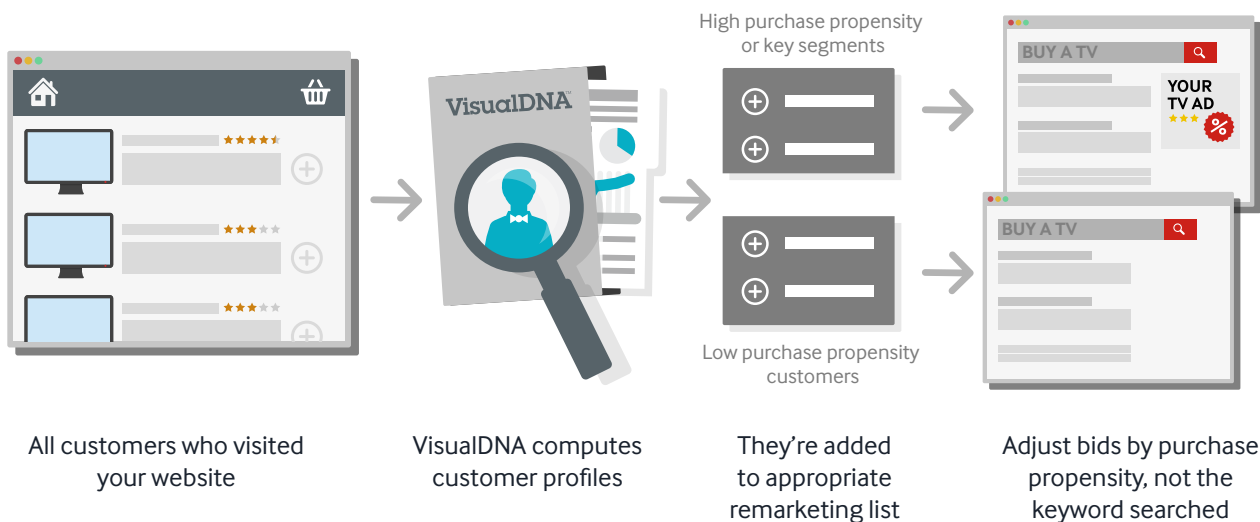 High purchase propensity
or key segments
BUY A TV
YOUR
TV AD
%
VisualDNA™
BUY A TV
Low purchase propensity
customers
All customers who visited
your website
VisualDNA computes
customer profiles
They’re added
to appropriate
remarketing list
Adjust bids by purchase
propensity, not the
keyword searched